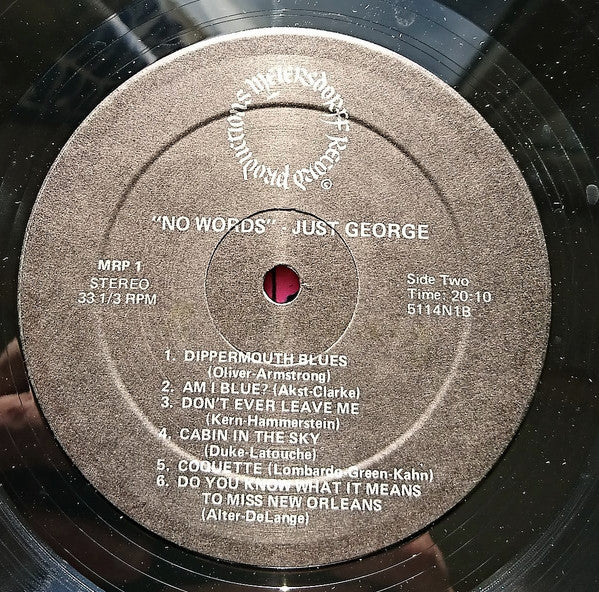 Meiersdorff Record Productions ©
"NO WORDS" - JUST GEORGE
MRP 1
STEREO
33 1/3 RPM
Side Two
Time: 20:10
5114N1B
1. DIPPERMOUTH BLUES
(Oliver-Armstrong)
2. AM I BLUE? (Akst-Clarke)
3. DON'T EVER LEAVE ME
(Kern-Hammerstein)
4. CABIN IN THE SKY
(Duke-Latouche)
5. COQUETTE (Lombardo-Green-Kahn)
6. DO YOU KNOW WHAT IT MEANS
TO MISS NEW ORLEANS
(Alter-DeLange)